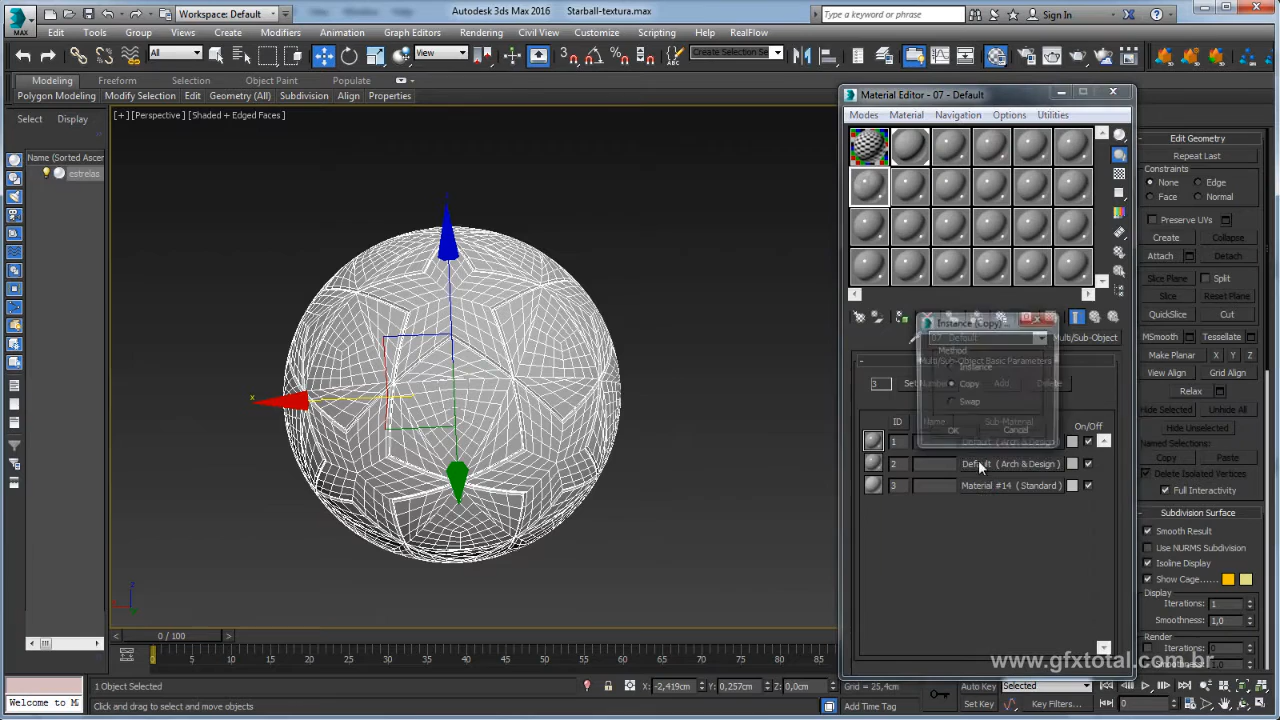 MAX
Workspace: Default
Autodesk 3ds Max 2016
Starball-textura.max
Type a keyword or phrase
Sign In
Edit
Tools
Group
Views
Create
Modifiers
Animation
Graph Editors
Rendering
Civil View
Customize
Scripting
Help
RealFlow
All
View
Create Selection Se
Modeling
Freeform
Selection
Object Paint
Populate
Polygon Modeling
Modify Selection
Edit
Geometry (All)
Subdivision
Align
Properties
Select
Display
Name (Sorted Ascen
estrelas
[+] [Perspective] [Shaded + Edged Faces]
x
z
Material Editor - 07 - Default
Modes
Material
Navigation
Options
Utilities
Instance (Copy)...
07 - Default
Multi/Sub-Object
Method
Multi/Sub-Object Basic Parameters
Instance
3
Set Number
Copy
Add
Delete
Swap
OK
Cancel
ID
Name
Sub-Material
On/Off
1
Default ( Arch & Design )
2
Default ( Arch & Design )
3
Material #14 ( Standard )
Edit Geometry
Repeat Last
Constraints
None
Edge
Face
Normal
Preserve UVs
Create
Collapse
Attach
Detach
Slice Plane
Split
Slice
Reset Plane
QuickSlice
Cut
MSmooth
Tessellate
Make Planar
X
Y
Z
View Align
Grid Align
Relax
Hide Selected
Unhide All
Hide Unselected
Named Selections:
Copy
Paste
Delete Isolated Vertices
Full Interactivity
Subdivision Surface
Smooth Result
Use NURMS Subdivision
Isoline Display
Show Cage......
Display
Iterations: 1
Smoothness: 1,0
Render
Iterations: 0
Smoothness: 1,0
www.gfxtotal.com.br
0 / 100
0
5
10
15
20
25
30
35
40
45
50
55
60
65
70
75
80
85
1 Object Selected
X: -2,419cm
Y: 0,257cm
Z: 0,0cm
Grid = 25,4cm
Auto Key
Selected
Welcome to M
Click and drag to select and move objects
Add Time Tag
Set Key
Key Filters...
0